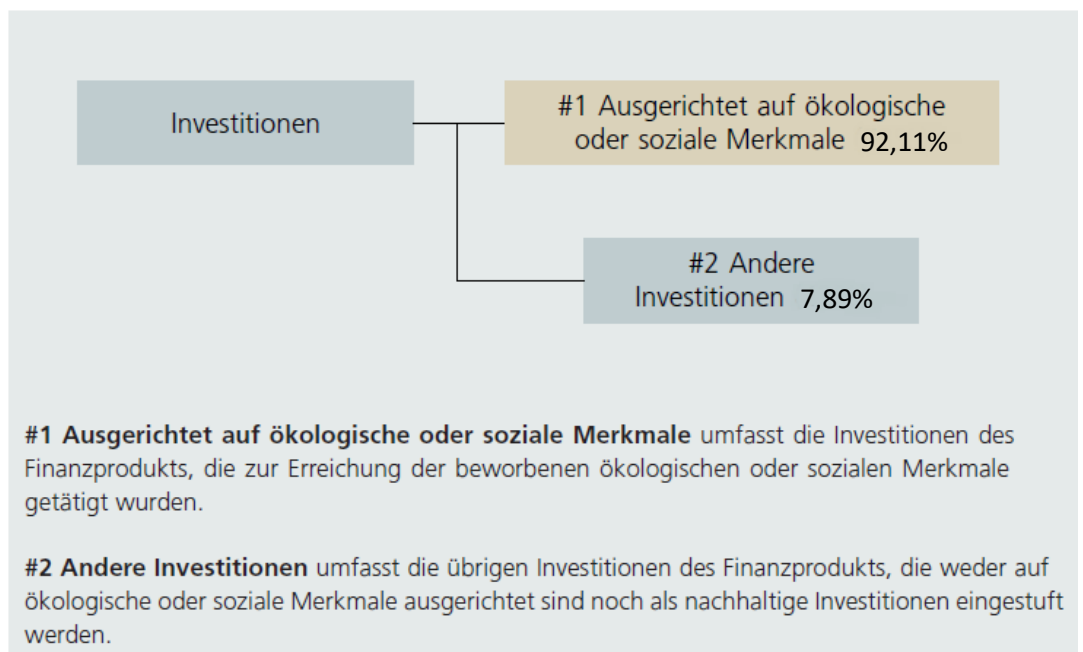 Investitionen
#1 Ausgerichtet auf ökologische
oder soziale Merkmale 92,11%
#2 Andere
Investitionen 7,89%
#1 Ausgerichtet auf ökologische oder soziale Merkmale umfasst die Investitionen des
Finanzprodukts, die zur Erreichung der beworbenen ökologischen oder sozialen Merkmale
getätigt wurden.
#2 Andere Investitionen umfasst die übrigen Investitionen des Finanzprodukts, die weder auf
ökologische oder soziale Merkmale ausgerichtet sind noch als nachhaltige Investitionen eingestuft
werden.